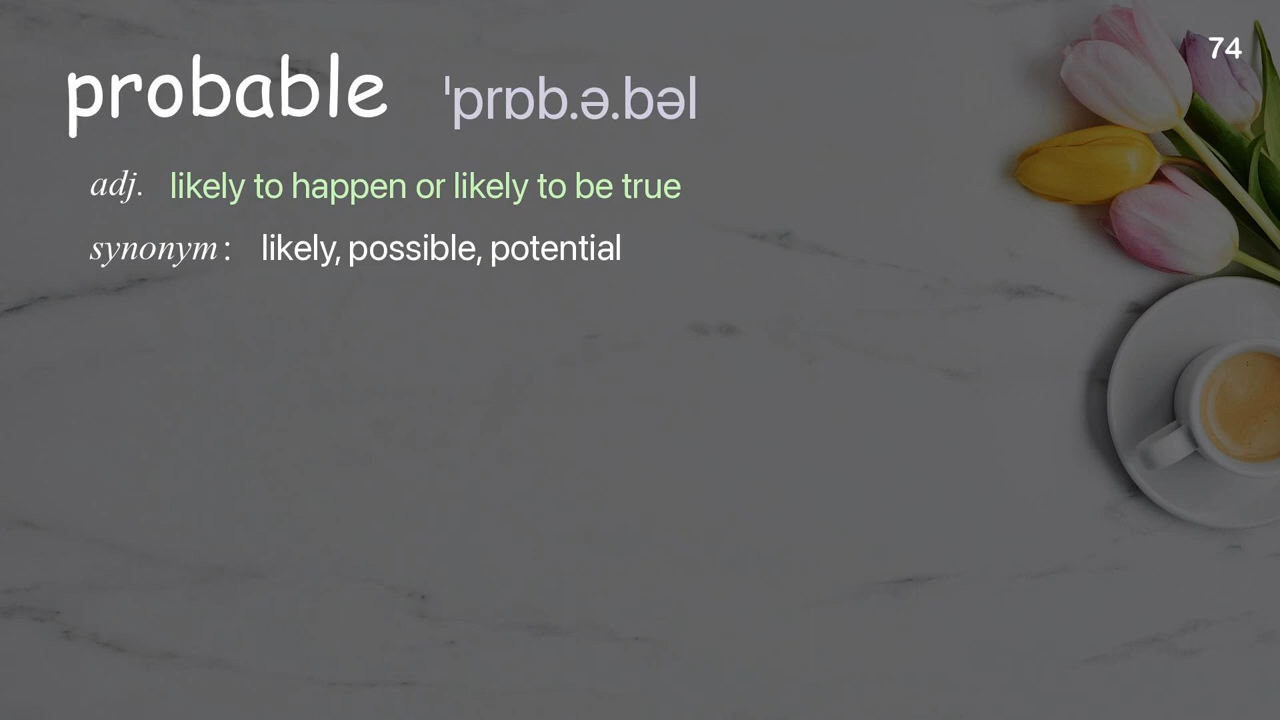 74
probable ˈprɒb.ə.bəl
adj. likely to happen or likely to be true
synonym: likely, possible, potential